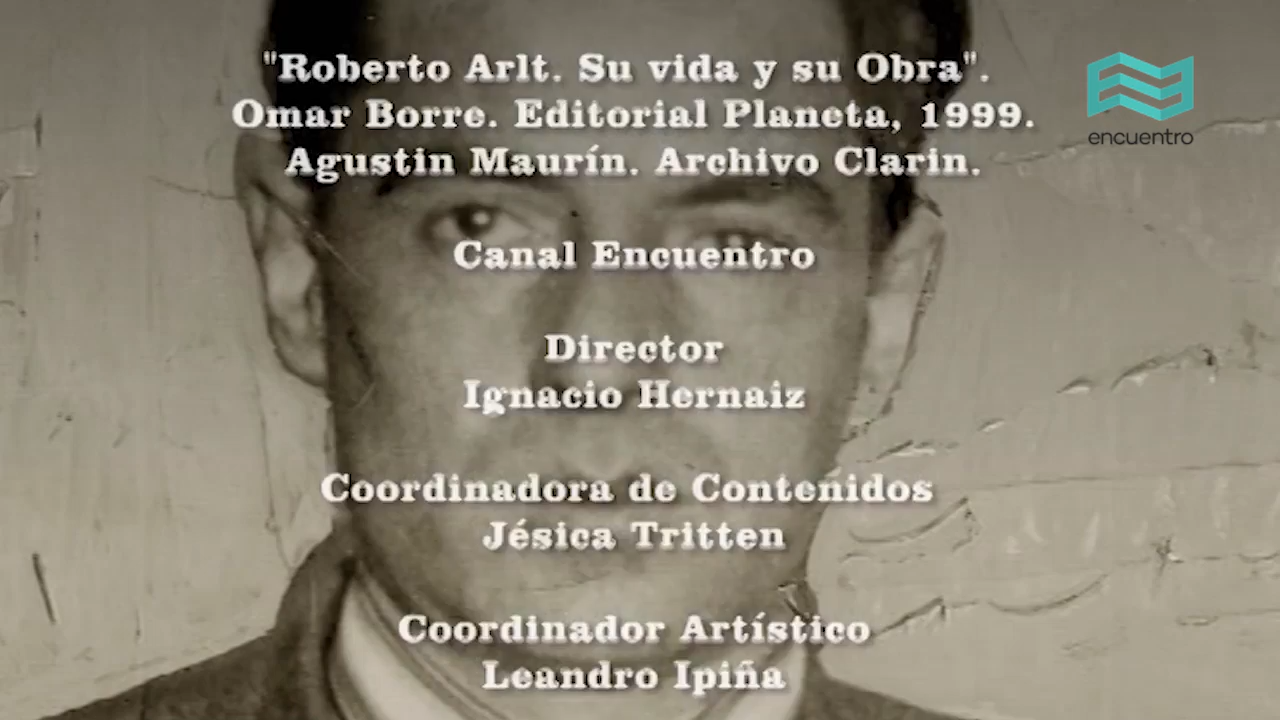 "Roberto Arlt. Su vida y su Obra".
Omar Borre. Editorial Planeta, 1999.
Agustin Maurín. Archivo Clarin.
encuentro
Canal Encuentro
Director
Ignacio Hernaiz
Coordinadora de Contenidos
Jésica Tritten
Coordinador Artístico
Leandro Ipiña